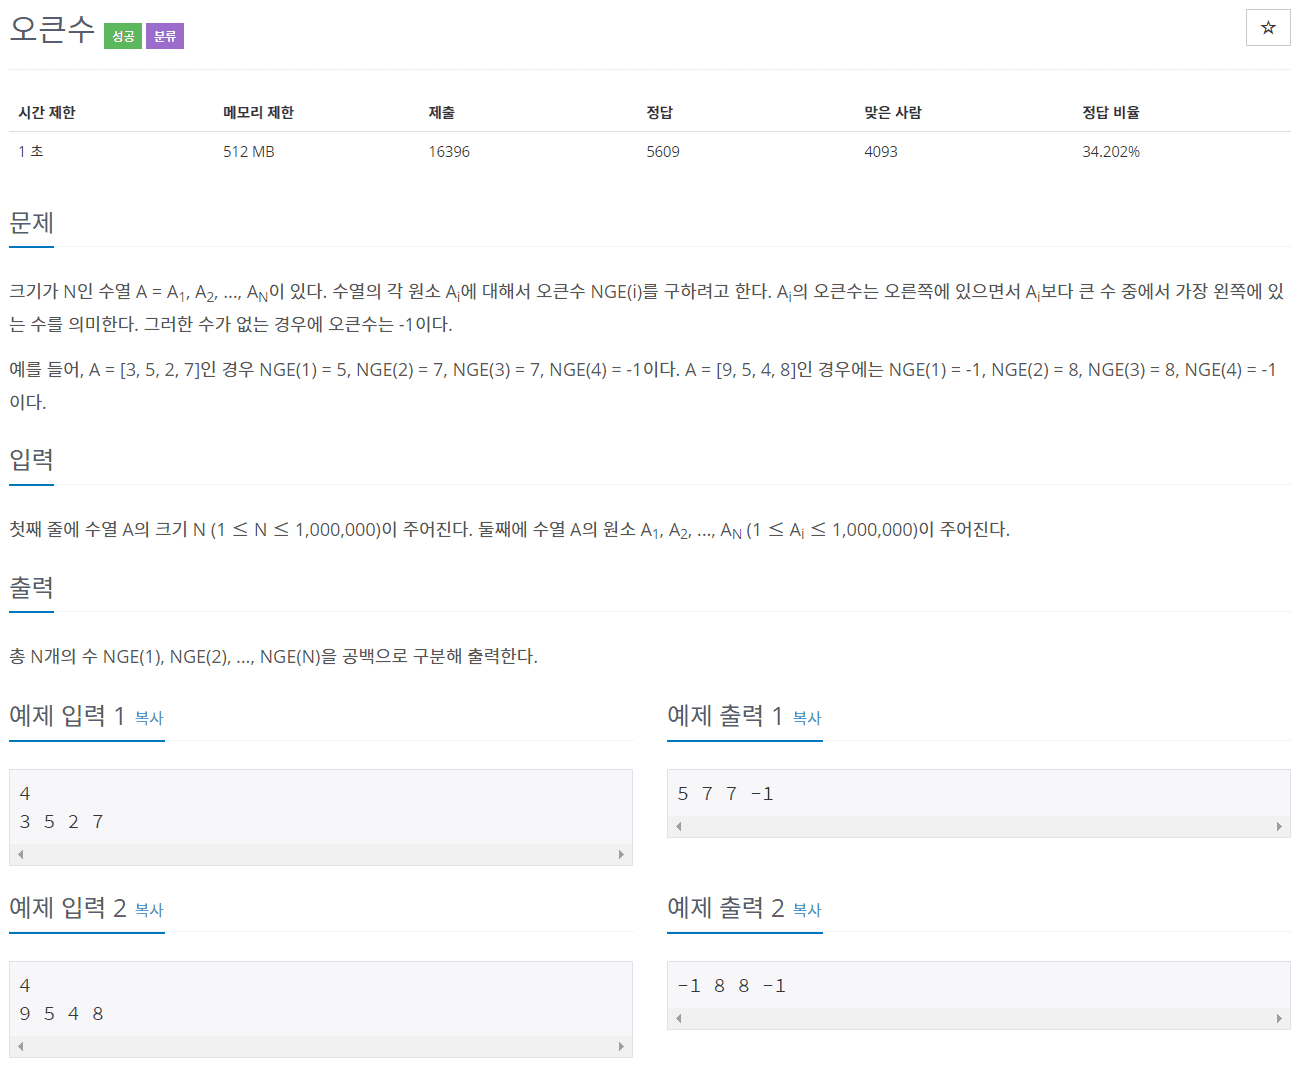 오큰수 성공 분류
☆
시간 제한 메모리 제한 제출 정답 맞은 사람 정답 비율
1 초 512 MB 16396 5609 4093 34.202%
문제
크기가 N인 수열 A = A1, A2, ..., AN이 있다. 수열의 각 원소 Ai에 대해서 오큰수 NGE(i)를 구하려고 한다. Ai의 오큰수는 오른쪽에 있으면서 Ai보다 큰 수 중에서 가장 왼쪽에 있
는 수를 의미한다. 그러한 수가 없는 경우에 오큰수는 -1이다.
예를 들어, A = [3, 5, 2, 7]인 경우 NGE(1) = 5, NGE(2) = 7, NGE(3) = 7, NGE(4) = -1이다. A = [9, 5, 4, 8]인 경우에는 NGE(1) = -1, NGE(2) = 8, NGE(3) = 8, NGE(4) = -1
이다.
입력
첫째 줄에 수열 A의 크기 N (1 ≤ N ≤ 1,000,000)이 주어진다. 둘째에 수열 A의 원소 A1, A2, ..., AN (1 ≤ Ai ≤ 1,000,000)이 주어진다.
출력
총 N개의 수 NGE(1), NGE(2), ..., NGE(N)을 공백으로 구분해 출력한다.
예제 입력 1 복사
4
3 5 2 7
예제 출력 1 복사
5 7 7 -1
예제 입력 2 복사
4
9 5 4 8
예제 출력 2 복사
-1 8 8 -1